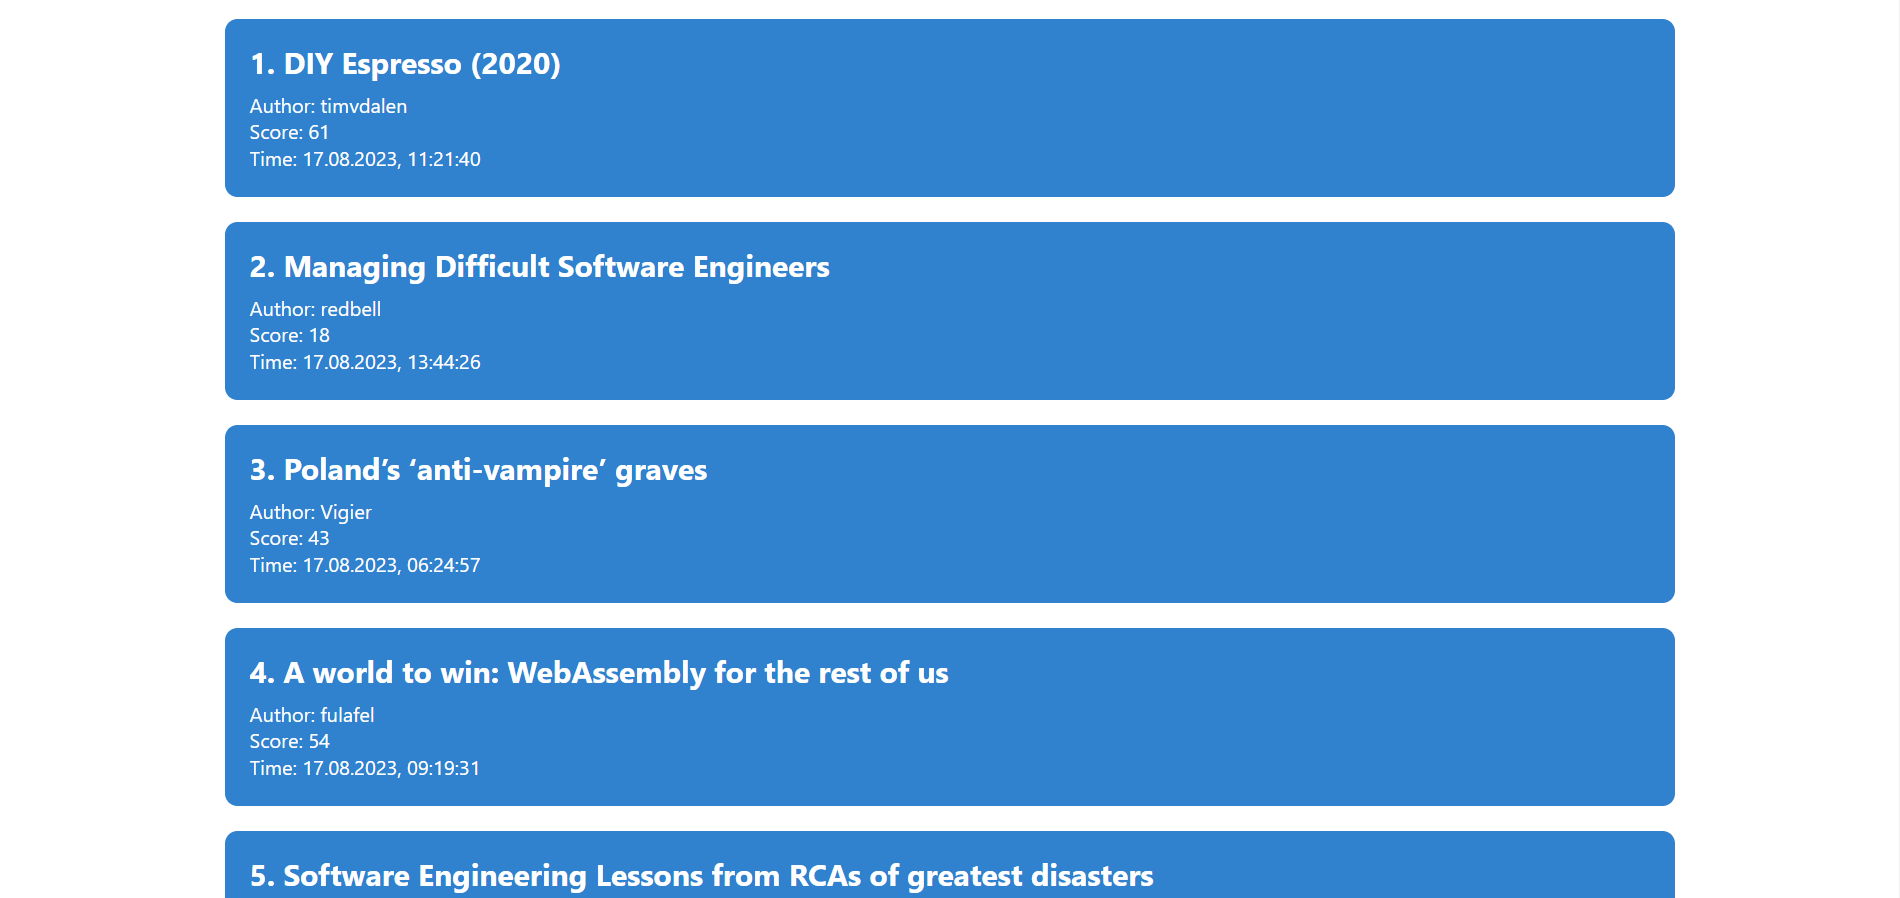 1. DIY Espresso (2020)
Author: timvdalen
Score: 61
Time: 17.08.2023, 11:21:40
2. Managing Difficult Software Engineers
Author: redbell
Score: 18
Time: 17.08.2023, 13:44:26
3. Poland’s ‘anti-vampire’ graves
Author: Vigier
Score: 43
Time: 17.08.2023, 06:24:57
4. A world to win: WebAssembly for the rest of us
Author: fulafel
Score: 54
Time: 17.08.2023, 09:19:31
5. Software Engineering Lessons from RCAs of greatest disasters